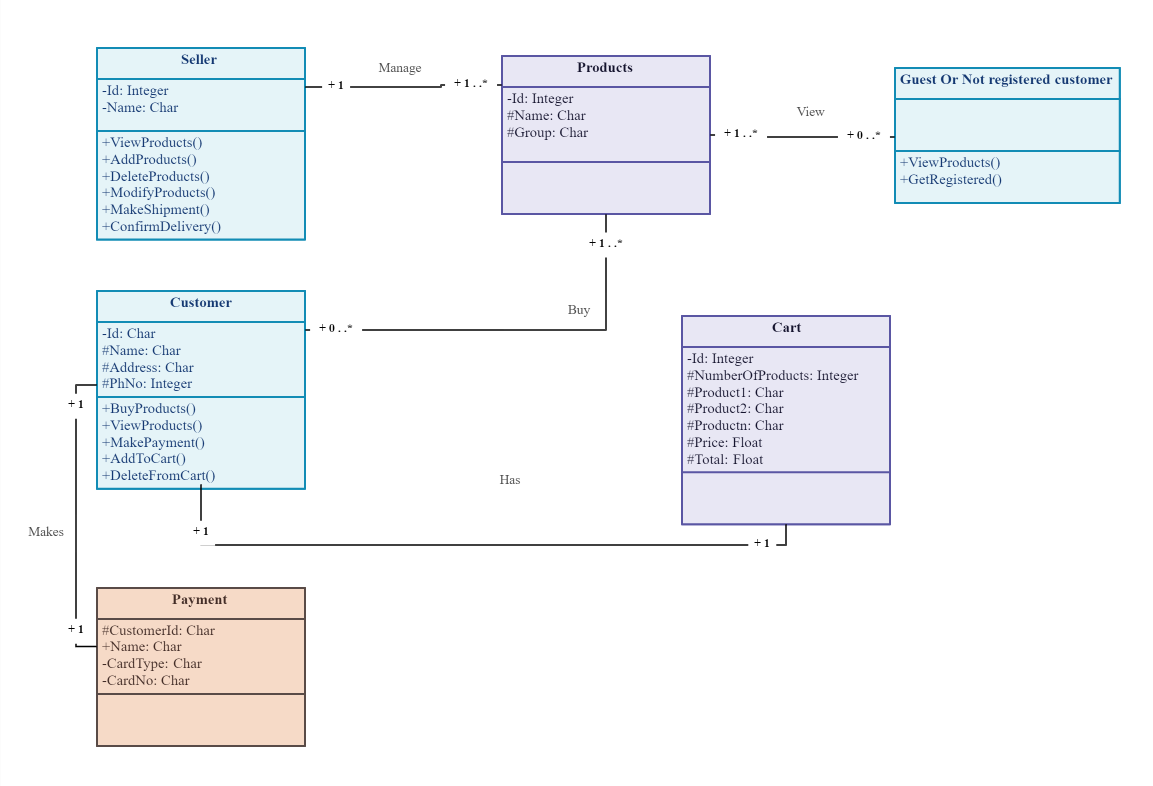 Seller
-Id: Integer
-Name: Char
+ViewProducts()
+AddProducts()
+DeleteProducts()
+ModifyProducts()
+MakeShipment()
+ConfirmDelivery()
+ 1
Manage
+ 1 . . *
Products
-Id: Integer
#Name: Char
#Group: Char
+ 1 . . *
View
+ 0 . . *
Guest Or Not registered customer
+ViewProducts()
+GetRegistered()
+ 1 . . *
Buy
+ 0 . . *
Customer
-Id: Char
#Name: Char
#Address: Char
#PhNo: Integer
+BuyProducts()
+ViewProducts()
+MakePayment()
+AddToCart()
+DeleteFromCart()
Cart
-Id: Integer
#NumberOfProducts: Integer
#Product1: Char
#Product2: Char
#Productn: Char
#Price: Float
#Total: Float
+ 1
Has
+ 1
+ 1
Makes
+ 1
Payment
#CustomerId: Char
+Name: Char
-CardType: Char
-CardNo: Char